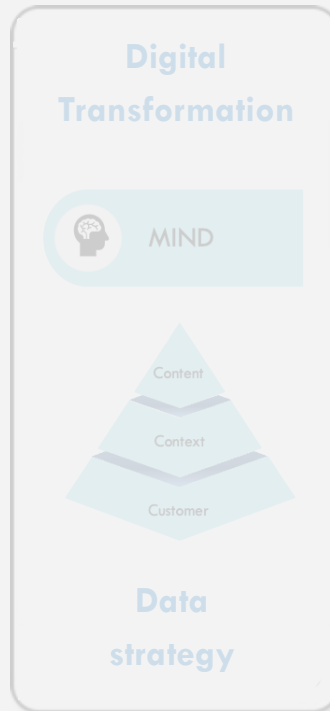 Digital
Transformation
MIND
Content
Context
Customer
Data
strategy